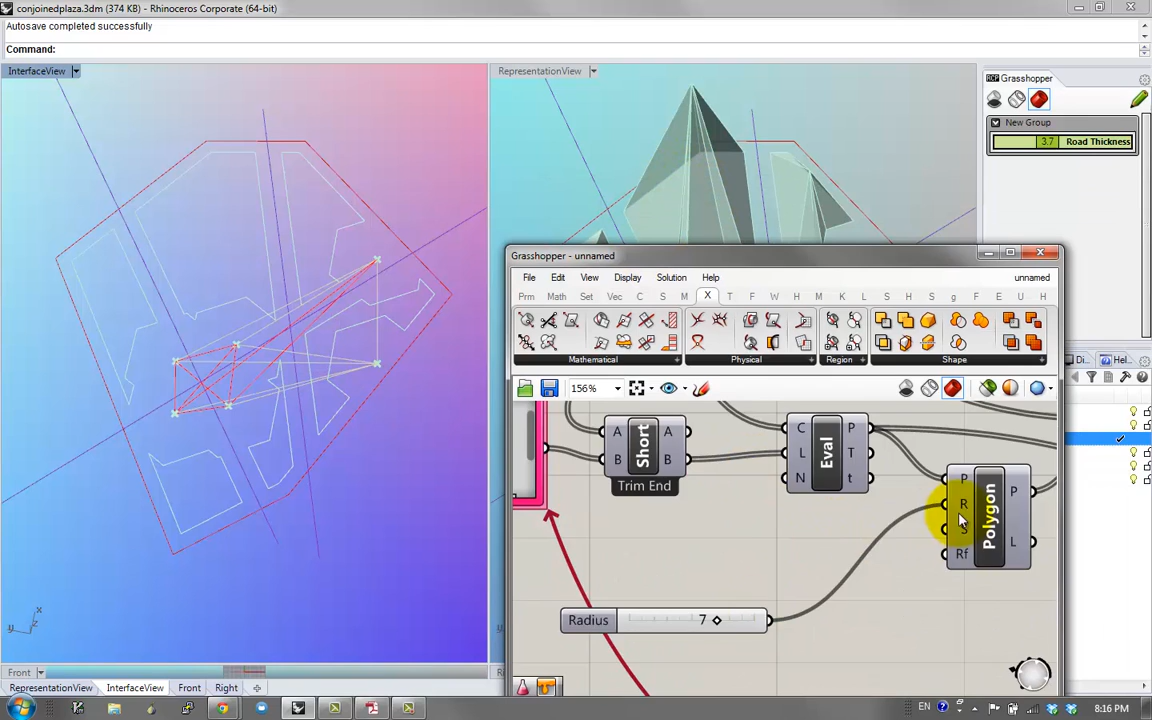 conjoinedplaza.3dm (374 KB) - Rhinoceros Corporate (64-bit)
Autosave completed successfully
Command:
InterfaceView
RepresentationView
Grasshopper
New Group
3.7 Road Thickness
Grasshopper - unnamed
File Edit View Display Solution Help unnamed
Prm Math Set Vec C S M X T F Z W H M X L S H S g F E U H
Mathematical Physical Region Shape
156%
Di Hel
A Short A
B B
Trim End
C Eval P
L T
N t
P Polygon P
R
S L
Rf
Radius 7
Front
RepresentationView InterfaceView Front Right
EN 8:16 PM